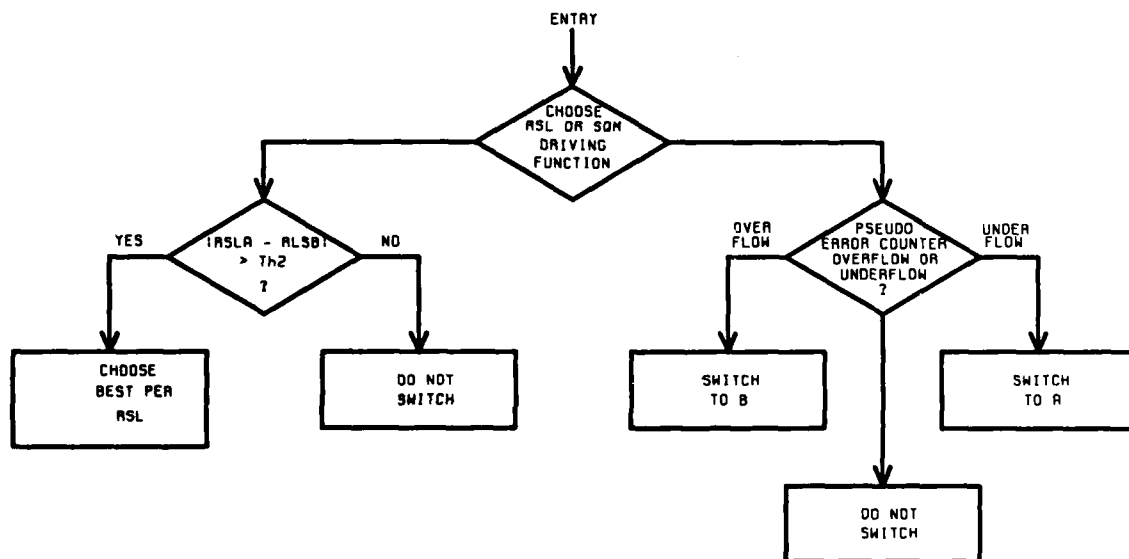 ENTRY
CHOOSE
RSL OR SQM
DRIVING
FUNCTION
YES
|RSLA - RLSB|
> Th2
?
NO
OVER
FLOW
PSEUDO
ERROR COUNTER
OVERFLOW OR
UNDERFLOW
?
UNDER
FLOW
CHOOSE
BEST PER
RSL
DO NOT
SWITCH
SWITCH
TO B
SWITCH
TO A
DO NOT
SWITCH